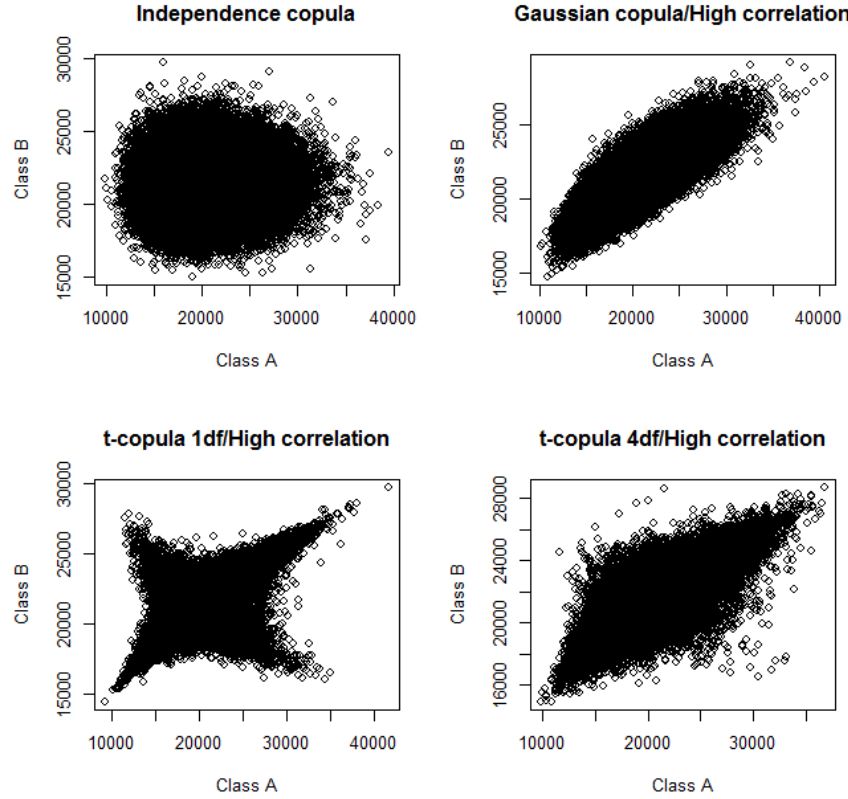 Independence copula
Class B
15000 20000 25000 30000
10000 20000 30000 40000
Class A
Gaussian copula/High correlation
Class B
15000 20000 25000
10000 20000 30000 40000
Class A
t-copula 1df/High correlation
Class B
15000 20000 25000 30000
10000 20000 30000 40000
Class A
t-copula 4df/High correlation
Class B
16000 20000 24000 28000
10000 20000 30000
Class A